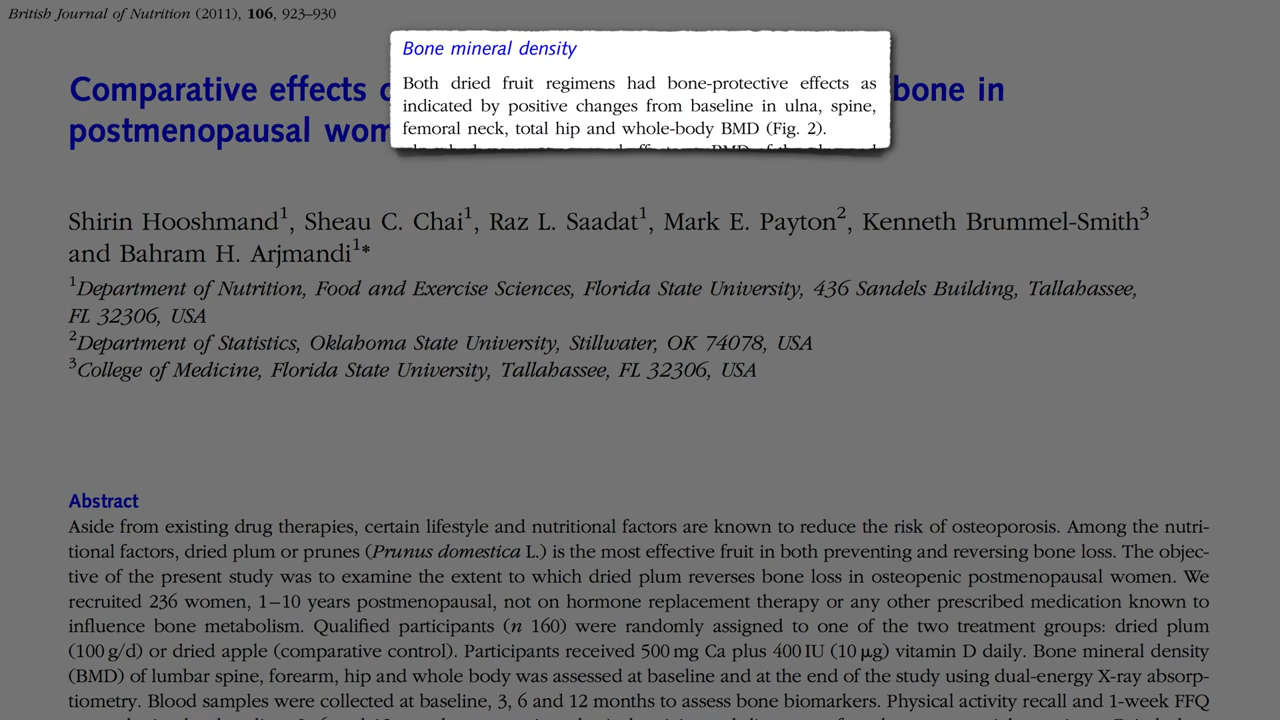 British Journal of Nutrition (2011), 106, 923–930
Bone mineral density
Both dried fruit regimens had bone-protective effects as
indicated by positive changes from baseline in ulna, spine,
femoral neck, total hip and whole-body BMD (Fig. 2).
Comparative effects bone in
postmenopausal
Shirin Hooshmand1, Sheau C. Chai1, Raz L. Saadat1, Mark E. Payton2, Kenneth Brummel-Smith3
and Bahram H. Arjmandi1*
1Department of Nutrition, Food and Exercise Sciences, Florida State University, 436 Sandels Building, Tallahassee,
FL 32306, USA
2Department of Statistics, Oklahoma State University, Stillwater, OK 74078, USA
3College of Medicine, Florida State University, Tallahassee, FL 32306, USA
Abstract
Aside from existing drug therapies, certain lifestyle and nutritional factors are known to reduce the risk of osteoporosis. Among the nutri-
tional factors, dried plum or prunes (Prunus domestica L.) is the most effective fruit in both preventing and reversing bone loss. The objec-
tive of the present study was to examine the extent to which dried plum reverses bone loss in osteopenic postmenopausal women. We
recruited 236 women, 1–10 years postmenopausal, not on hormone replacement therapy or any other prescribed medication known to
influence bone metabolism. Qualified participants (n 160) were randomly assigned to one of the two treatment groups: dried plum
(100 g/d) or dried apple (comparative control). Participants received 500 mg Ca plus 400 IU (10 μg) vitamin D daily. Bone mineral density
(BMD) of lumbar spine, forearm, hip and whole body was assessed at baseline and at the end of the study using dual-energy X-ray absorp-
tiometry. Blood samples were collected at baseline, 3, 6 and 12 months to assess bone biomarkers. Physical activity recall and 1-week FFQ